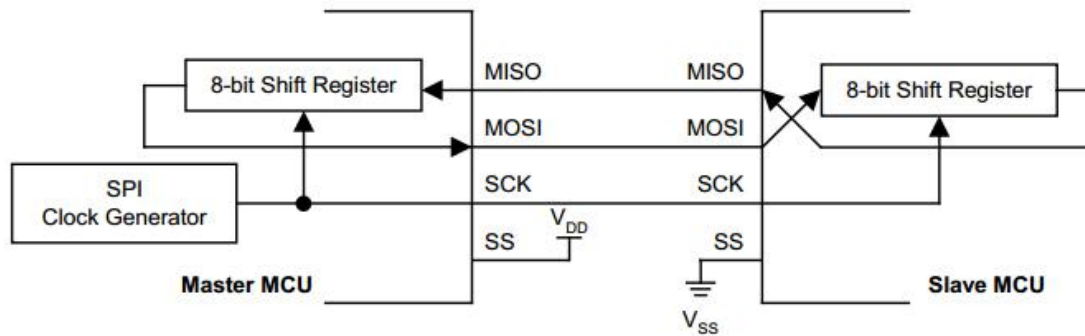 MISO MISO
8-bit Shift Register 8-bit Shift Register
MOSI MOSI
SPI
Clock Generator
SCK SCK
VDD
SS SS
Master MCU Slave MCU
VSS